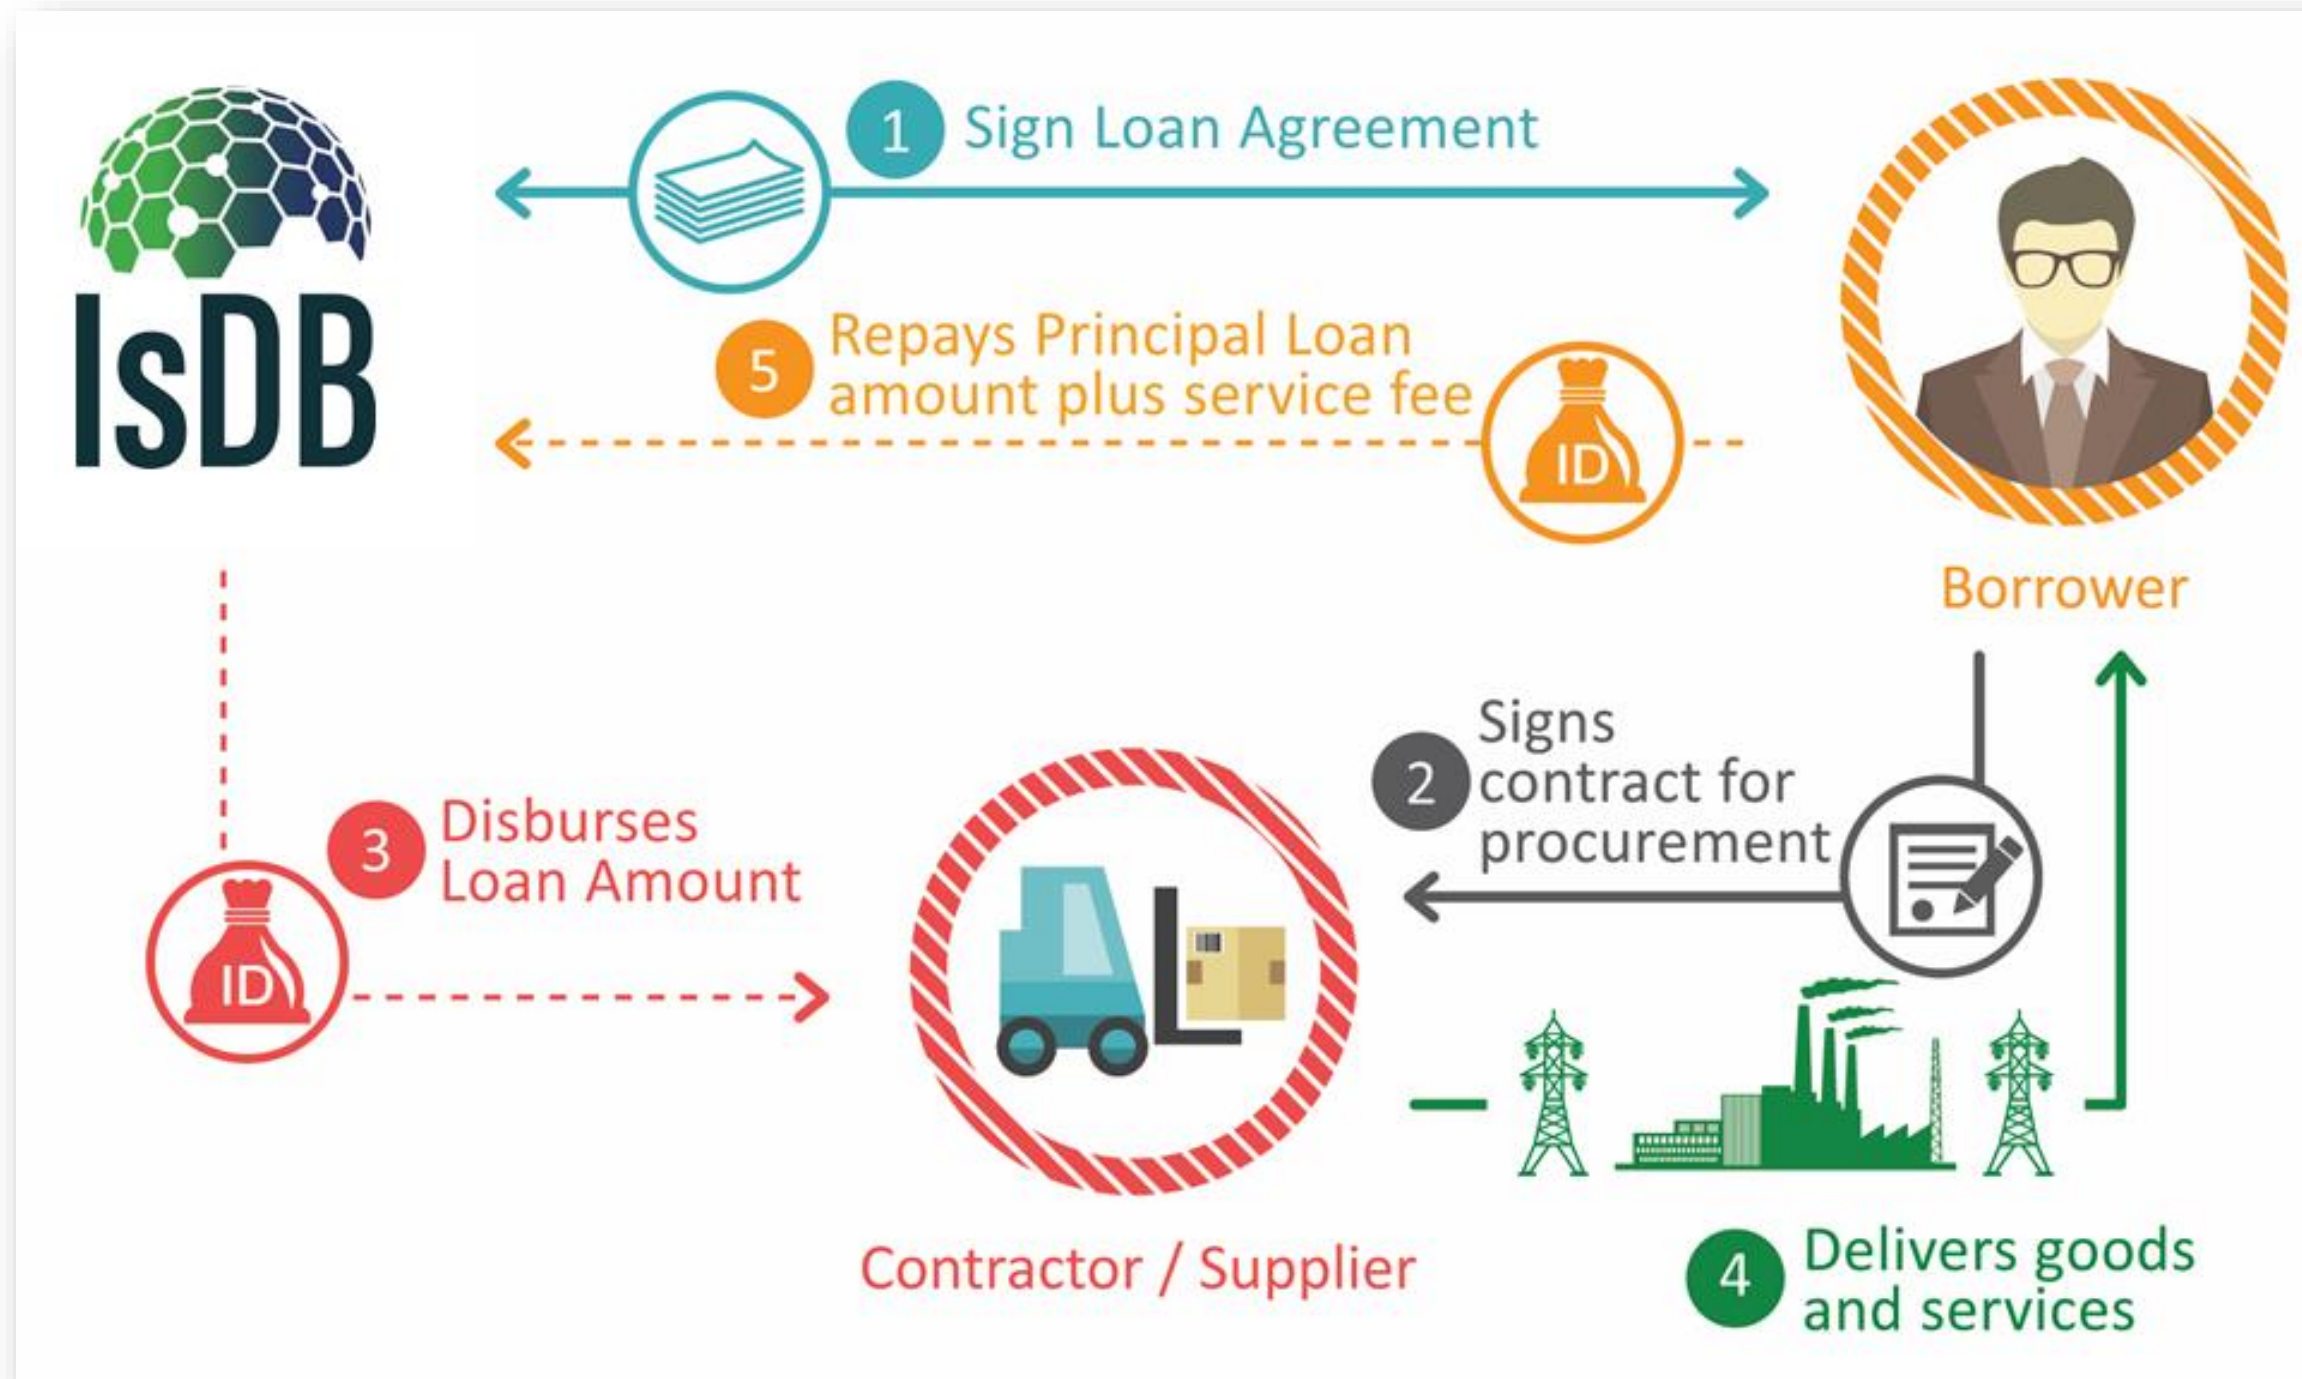 IsDB
1 Sign Loan Agreement
5 Repays Principal Loan
amount plus service fee
ID
Borrower
2 Signs
contract for
procurement
3 Disburses
Loan Amount
ID
Contractor / Supplier
4 Delivers goods
and services